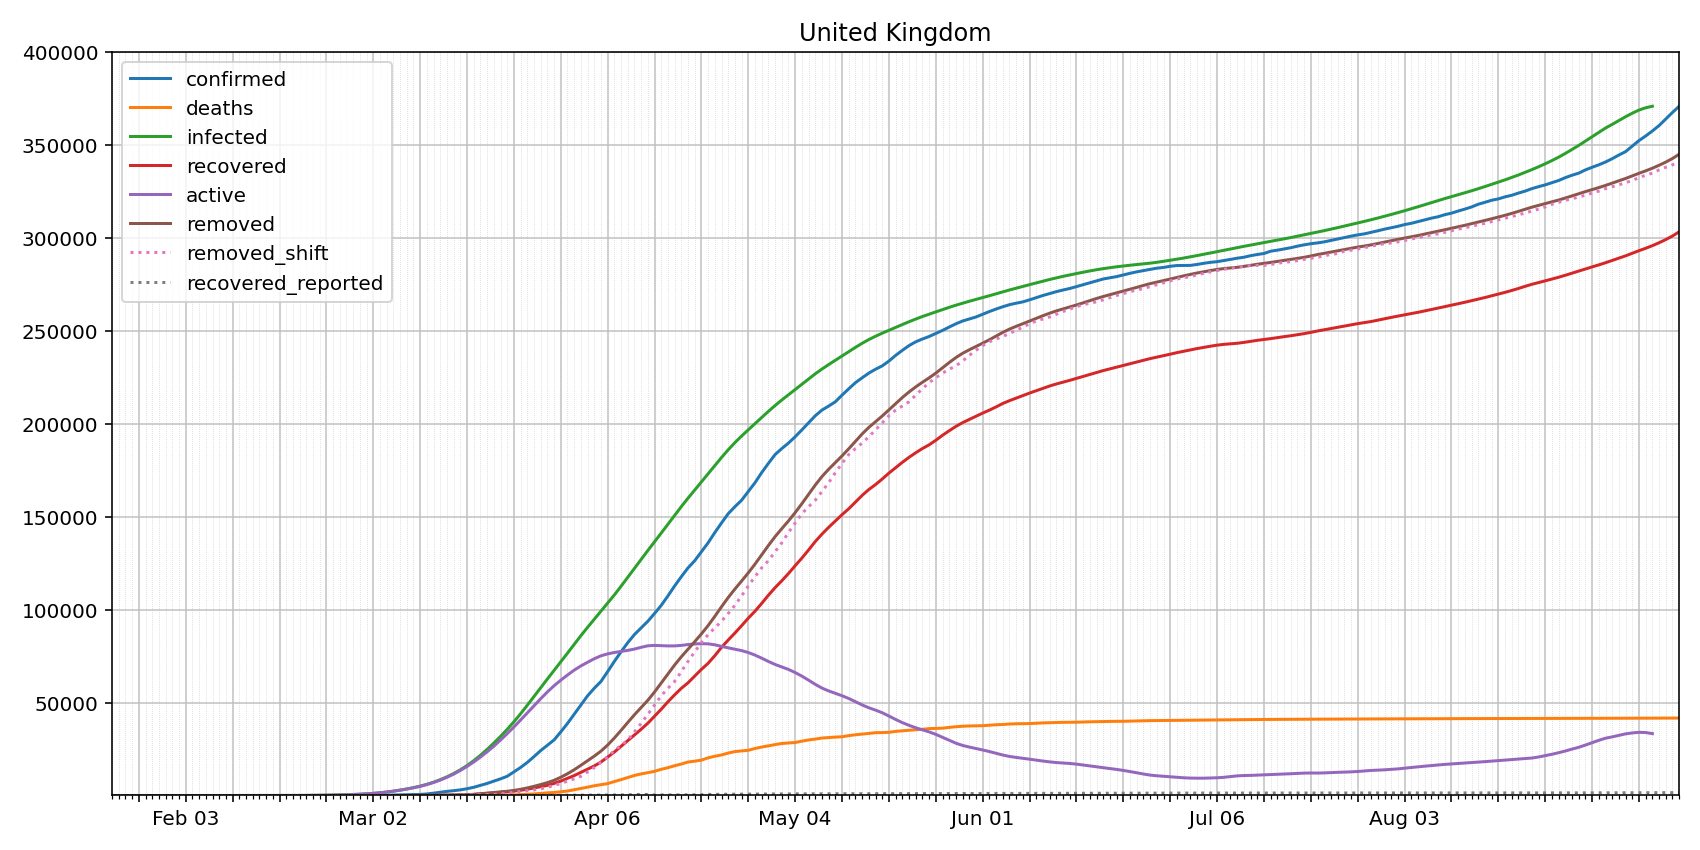 United Kingdom
400000
350000
300000
250000
200000
150000
100000
50000
confirmed
deaths
infected
recovered
active
removed
removed_shift
recovered_reported
Feb 03 Mar 02 Apr 06 May 04 Jun 01 Jul 06 Aug 03